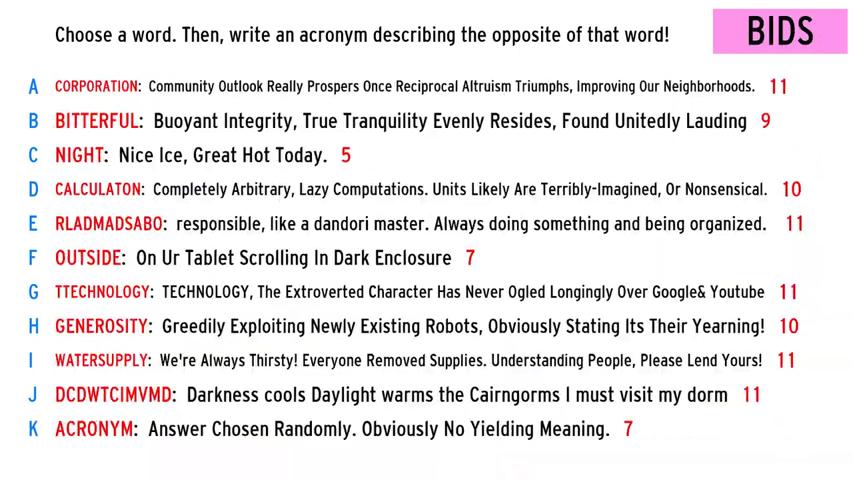 Choose a word. Then, write an acronym describing the opposite of that word!
BIDS
A CORPORATION: Community Outlook Really Prospers Once Reciprocal Altruism Triumphs, Improving Our Neighborhoods. 11
B BITTERFUL: Buoyant Integrity, True Tranquility Evenly Resides, Found Unitedly Lauding 9
C NIGHT: Nice Ice, Great Hot Today. 5
D CALCULATON: Completely Arbitrary, Lazy Computations. Units Likely Are Terribly-Imagined, Or Nonsensical. 10
E RLADMADSABO: responsible, like a dandori master. Always doing something and being organized. 11
F OUTSIDE: On Ur Tablet Scrolling In Dark Enclosure 7
G TTECHNOLOGY: TECHNOLOGY, The Extroverted Character Has Never Ogled Longingly Over Google& Youtube 11
H GENEROSITY: Greedily Exploiting Newly Existing Robots, Obviously Stating Its Their Yearning! 10
I WATERSUPPLY: We're Always Thirsty! Everyone Removed Supplies. Understanding People, Please Lend Yours! 11
J DCDWTCIMVMD: Darkness cools Daylight warms the Cairngorms I must visit my dorm 11
K ACRONYM: Answer Chosen Randomly. Obviously No Yielding Meaning. 7